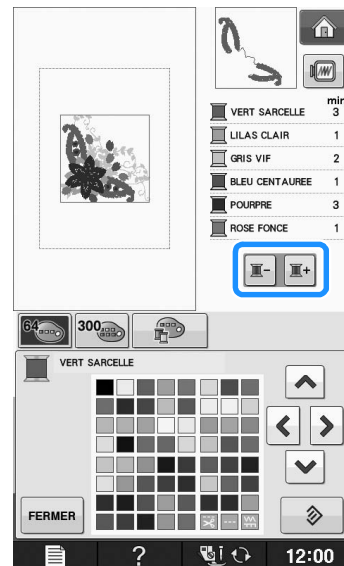 min
VERT SARCELLE 3
LILAS CLAIR 1
GRIS VIF 2
BLEU CENTAUREE 1
POURPRE 3
ROSE FONCE 1
- +
64 300
VERT SARCELLE
FERMER
? 12:00